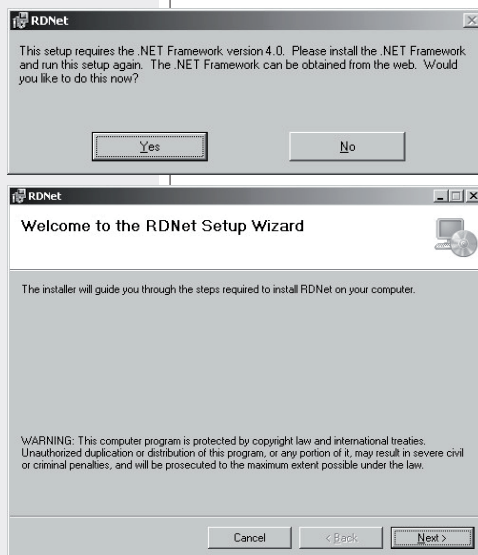 RDNet
This setup requires the .NET Framework version 4.0.  Please install the .NET Framework
and run this setup again.  The .NET Framework can be obtained from the web.  Would
you like to do this now?
Yes
No
RDNet
Welcome to the RDNet Setup Wizard
The installer will guide you through the steps required to install RDNet on your computer.
WARNING: This computer program is protected by copyright law and international treaties.
Unauthorized duplication or distribution of this program, or any portion of it, may result in severe civil
or criminal penalties, and will be prosecuted to the maximum extent possible under the law.
Cancel
< Back
Next >